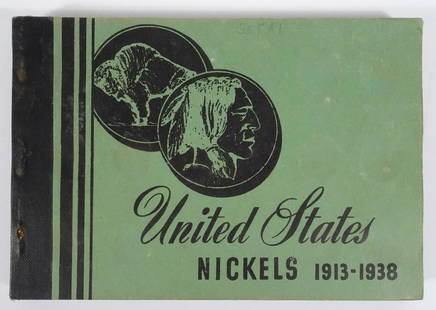 United States
NICKELS 1913-1938